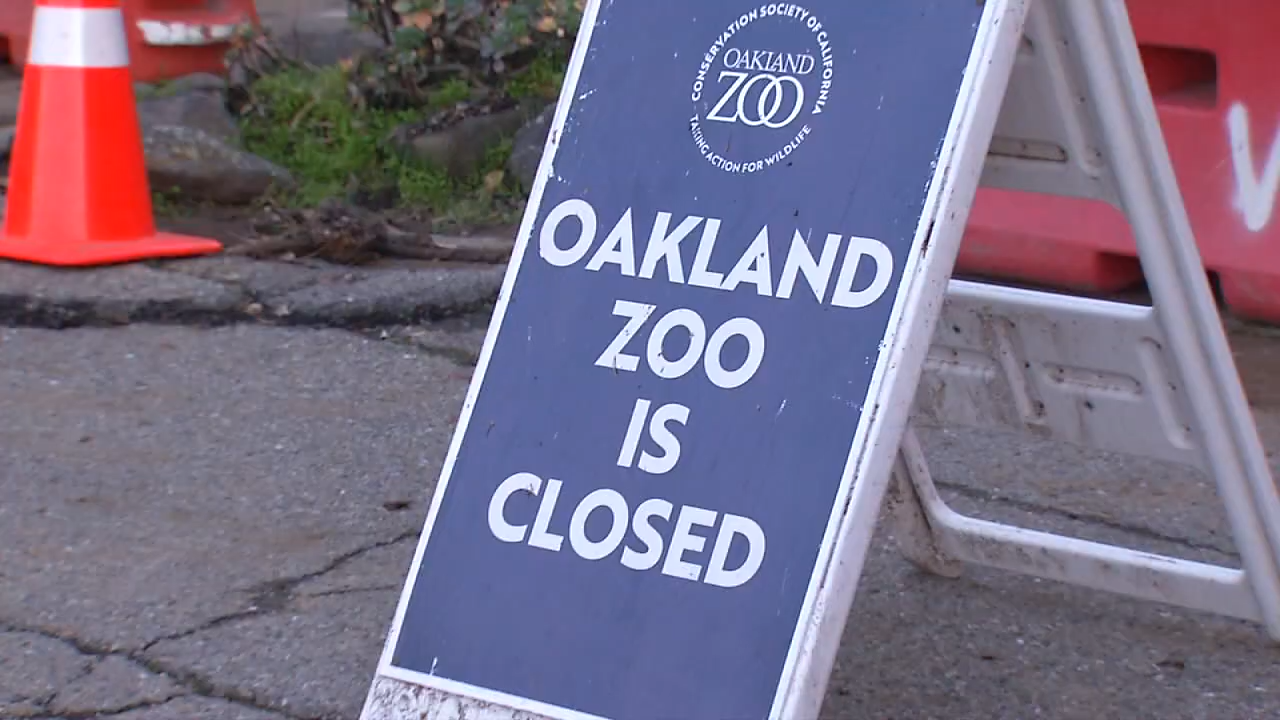 CONSERVATION SOCIETY OF CALIFORNIA
OAKLAND
ZOO
TAKING ACTION FOR WILDLIFE
OAKLAND
ZOO
IS
CLOSED